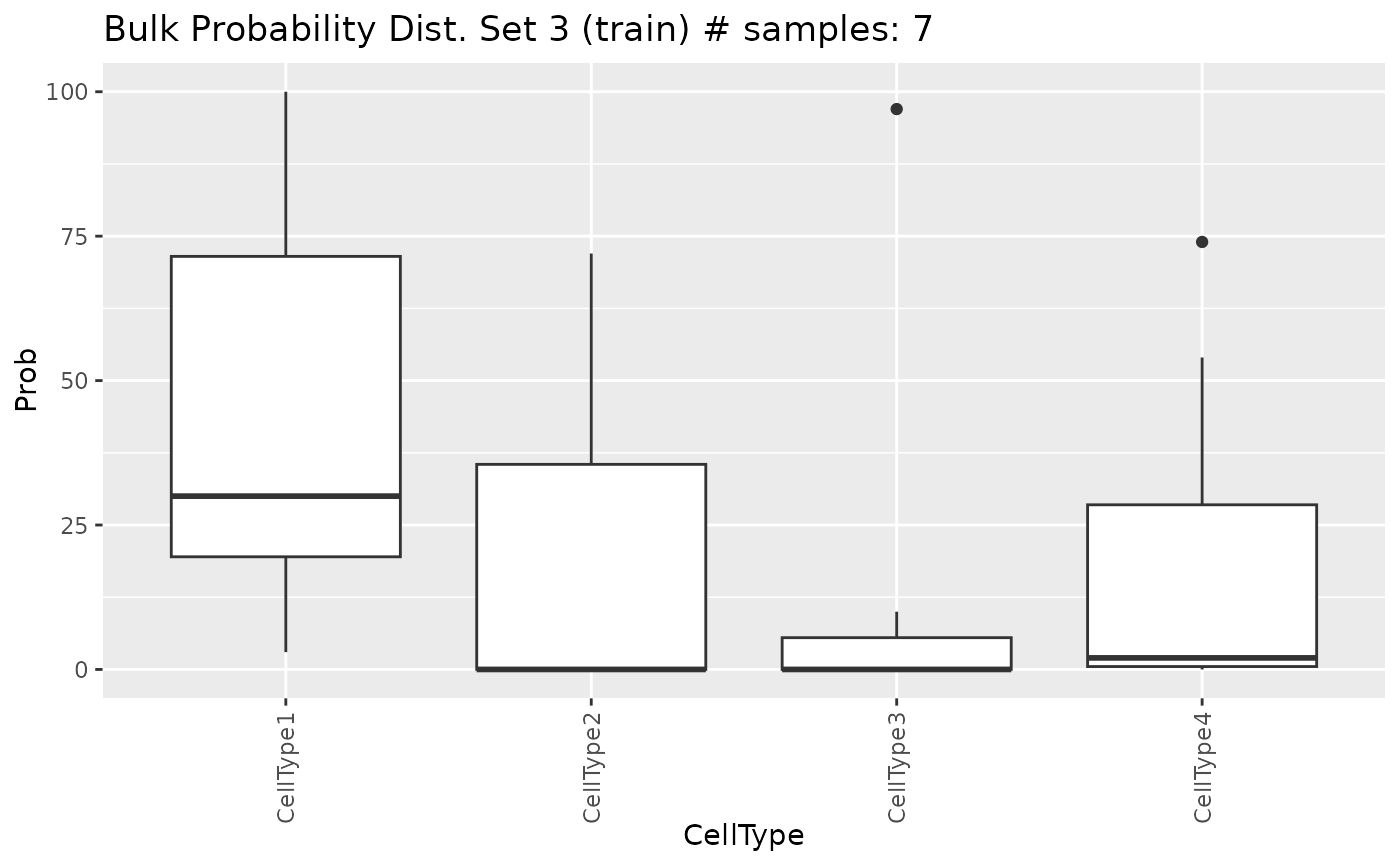 Bulk Probability Dist. Set 3 (train) # samples: 7
Prob
100
75
50
25
0
CellType1
CellType2
CellType3
CellType4
CellType